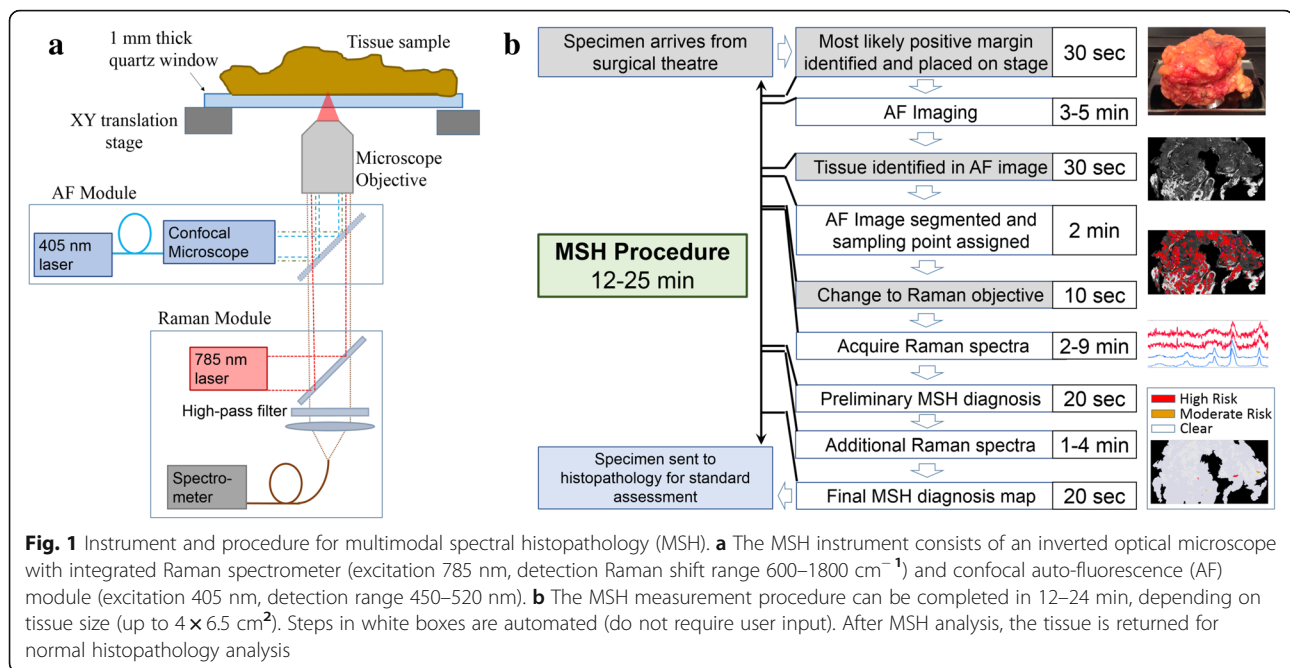 a
1 mm thick
quartz window
Tissue sample
XY translation
stage
Microscope
Objective
AF Module
405 nm
laser
Confocal
Microscope
Raman Module
785 nm
laser
High-pass filter
Spectro-
meter
b
Specimen arrives from
surgical theatre
Most likely positive margin
identified and placed on stage
30 sec
AF Imaging
3-5 min
Tissue identified in AF image
30 sec
AF Image segmented and
sampling point assigned
2 min
MSH Procedure
12-25 min
Change to Raman objective
10 sec
Acquire Raman spectra
2-9 min
Preliminary MSH diagnosis
20 sec
Additional Raman spectra
1-4 min
Final MSH diagnosis map
20 sec
Specimen sent to
histopathology for standard
assessment
High Risk
Moderate Risk
Clear
Fig. 1 Instrument and procedure for multimodal spectral histopathology (MSH). a The MSH instrument consists of an inverted optical microscope
with integrated Raman spectrometer (excitation 785 nm, detection Raman shift range 600–1800 cm⁻¹) and confocal auto-fluorescence (AF)
module (excitation 405 nm, detection range 450–520 nm). b The MSH measurement procedure can be completed in 12–24 min, depending on
tissue size (up to 4 × 6.5 cm²). Steps in white boxes are automated (do not require user input). After MSH analysis, the tissue is returned for
normal histopathology analysis